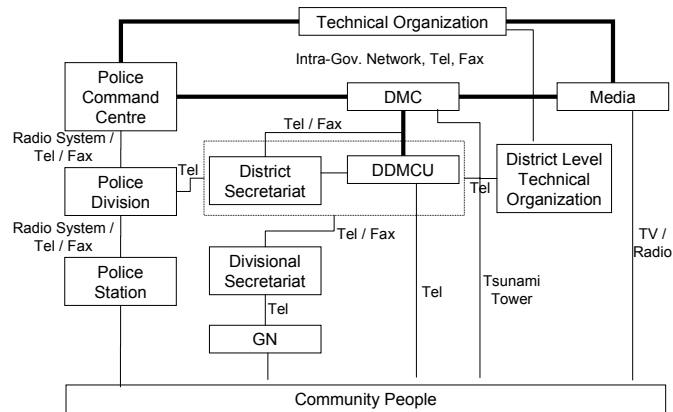 Technical Organization
Intra-Gov. Network, Tel, Fax
Police
Command
Centre
DMC
Media
Radio System /
Tel / Fax
Tel / Fax
Police
Division
Tel
District
Secretariat
DDMCU
Tel
District Level
Technical
Organization
Radio System /
Tel / Fax
Tel / Fax
TV /
Radio
Police
Station
Divisional
Secretariat
Tel
Tel
Tsunami
Tower
GN
Community People